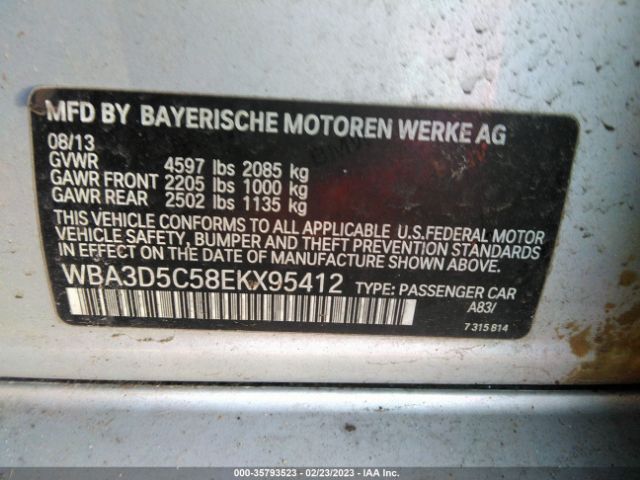 MFD BY BAYERISCHE MOTOREN WERKE AG
08/13
GVWR 4597 lbs 2085 kg
GAWR FRONT 2205 lbs 1000 kg
GAWR REAR 2502 lbs 1135 kg
THIS VEHICLE CONFORMS TO ALL APPLICABLE U.S.FEDERAL MOTOR
VEHICLE SAFETY, BUMPER AND THEFT PREVENTION STANDARDS
IN EFFECT ON THE DATE OF MANUFACTURE SHOWN ABOVE.
WBA3D5C58EKX95412 TYPE: PASSENGER CAR
A83/
7 315 814
000-35793523 - 02/23/2023 - IAA Inc.